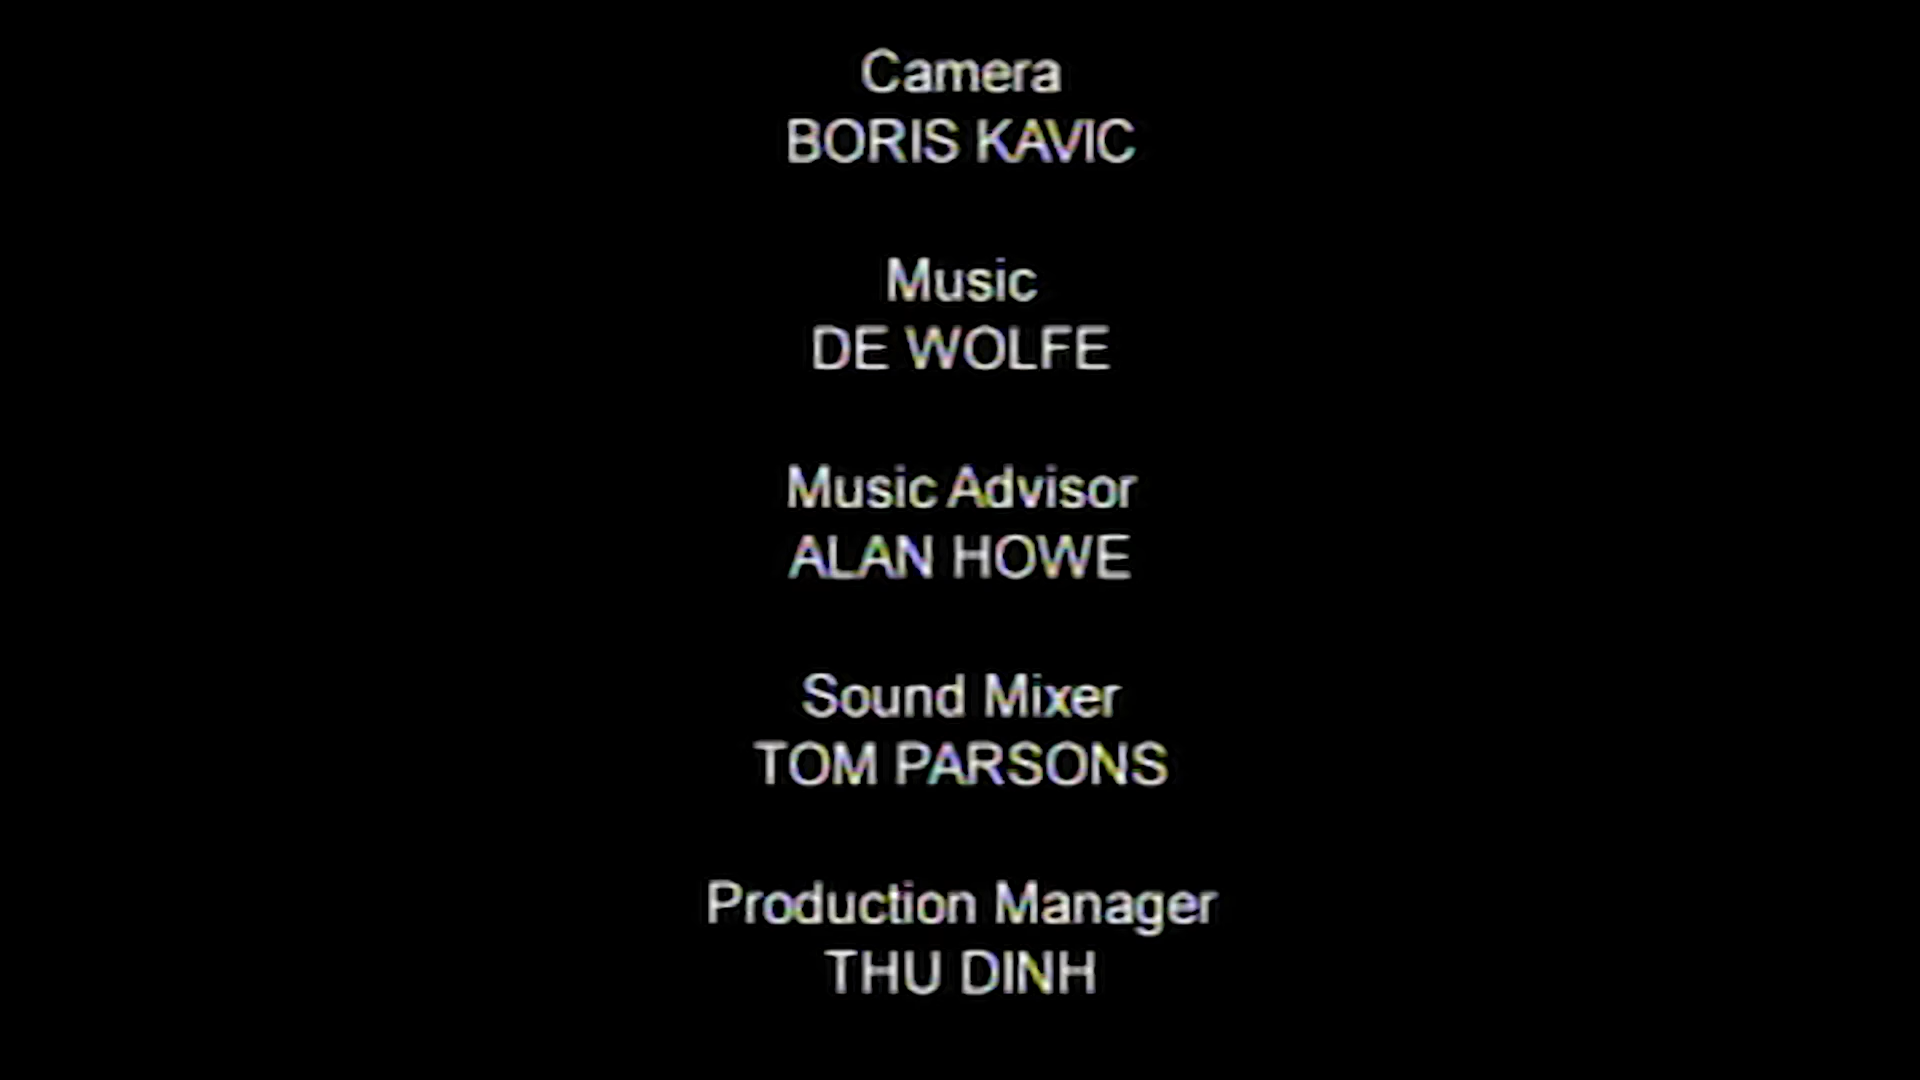 Camera
BORIS KAVIC
Music
DE WOLFE
Music Advisor
ALAN HOWE
Sound Mixer
TOM PARSONS
Production Manager
THU DINH